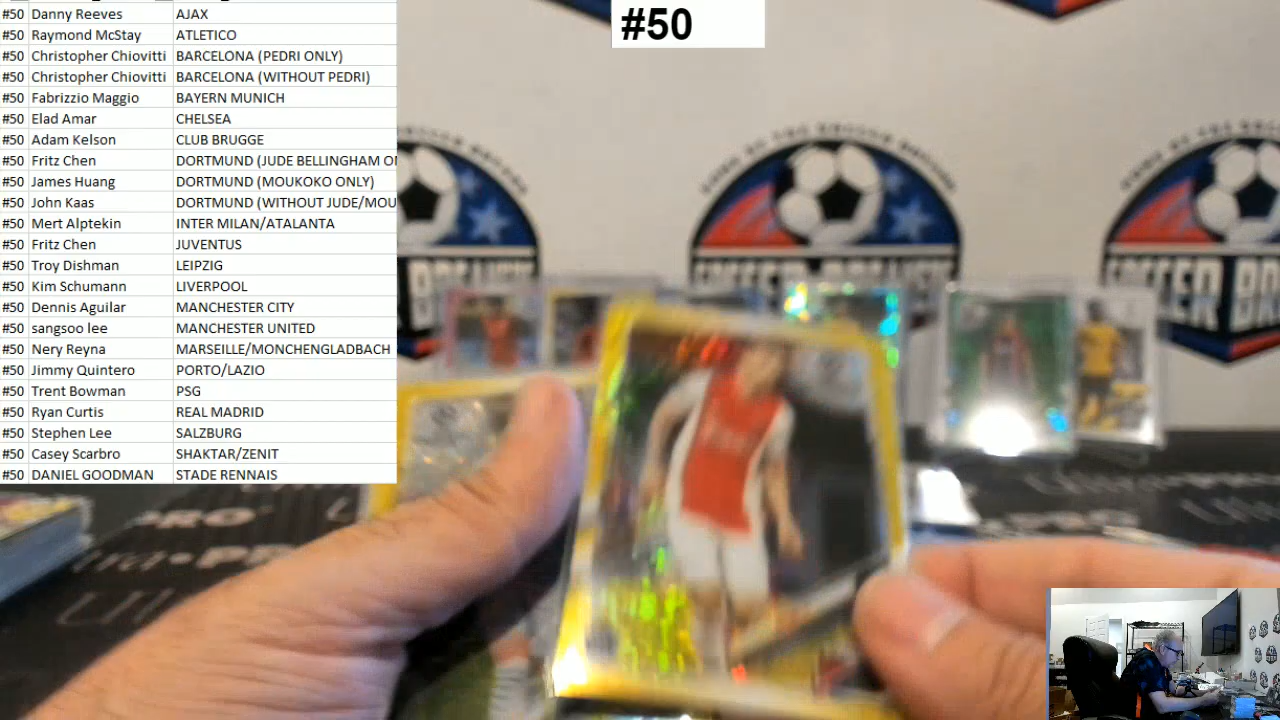 #50 Danny Reeves AJAX
#50 Raymond McStay ATLETICO
#50 Christopher Chiovitti BARCELONA (PEDRI ONLY)
#50 Christopher Chiovitti BARCELONA (WITHOUT PEDRI)
#50 Fabrizzio Maggio BAYERN MUNICH
#50 Elad Amar CHELSEA
#50 Adam Kelson CLUB BRUGGE
#50 Fritz Chen DORTMUND (JUDE BELLINGHAM
#50 James Huang DORTMUND (MOUKOKO ONLY)
#50 John Kaas DORTMUND (WITHOUT JUDE/MOU
#50 Mert Alptekin INTER MILAN/ATALANTA
#50 Fritz Chen JUVENTUS
#50 Troy Dishman LEIPZIG
#50 Kim Schumann LIVERPOOL
#50 Dennis Aguilar MANCHESTER CITY
#50 sangsoo lee MANCHESTER UNITED
#50 Nery Reyna MARSEILLE/MONCHENGLADBACH
#50 Jimmy Quintero PORTO/LAZIO
#50 Trent Bowman PSG
#50 Ryan Curtis REAL MADRID
#50 Stephen Lee SALZBURG
#50 Casey Scarbro SHAKTAR/ZENIT
#50 DANIEL GOODMAN STADE RENNAIS
#50